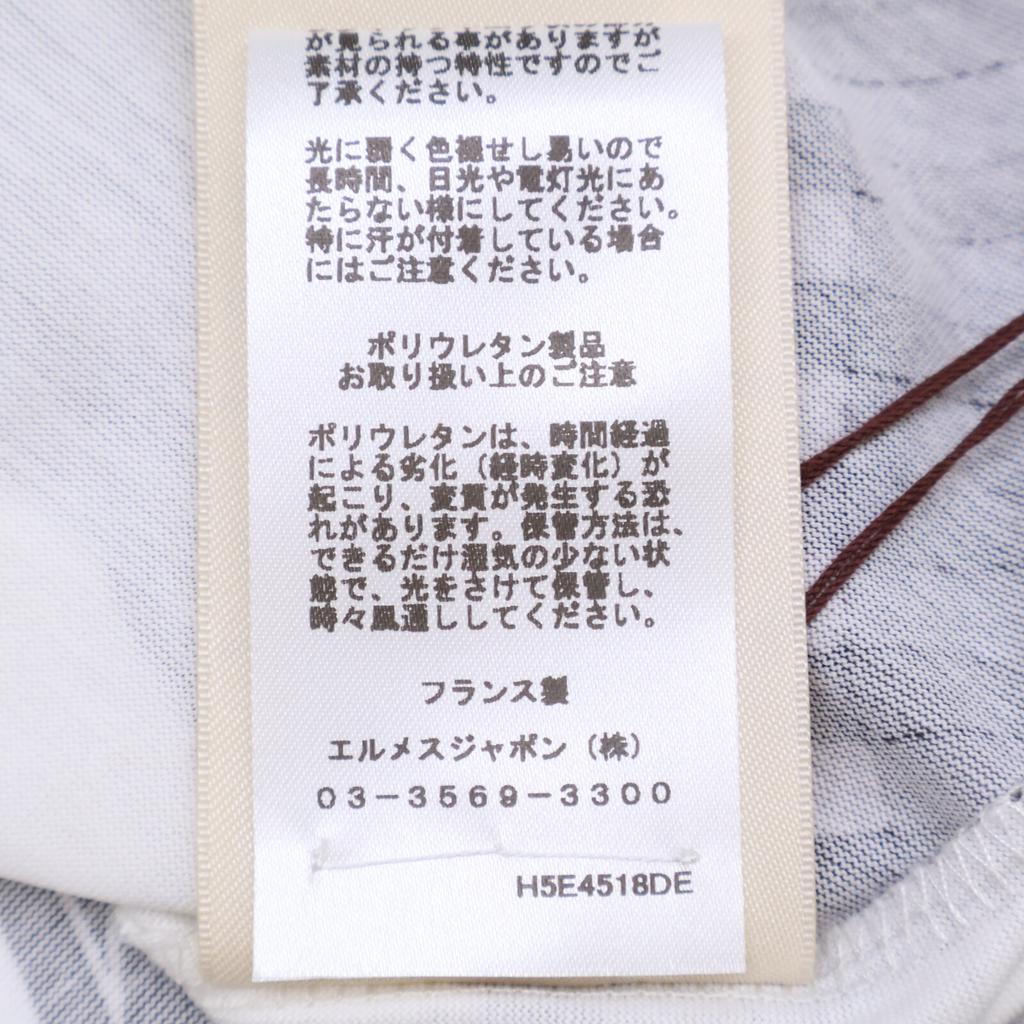 が見られる事がありますが
素材の持つ特性ですのでご
了承ください。
光に弱く色褪せし易いので
長時間、日光や電灯光にあ
たらない様にしてください。
特に汗が付着している場合
にはご注意ください。
ポリウレタン製品
お取り扱い上のご注意
ポリウレタンは、時間経過
による劣化（経時変化）が
起こり、変質が発生する恐
れがあります。保管方法は、
できるだけ湿気の少ない状
態で、光をさけて保管し、
時々風通ししてください。
フランス製
エルメスジャポン（株）
０３－３５６９－３３００
H5E4518DE